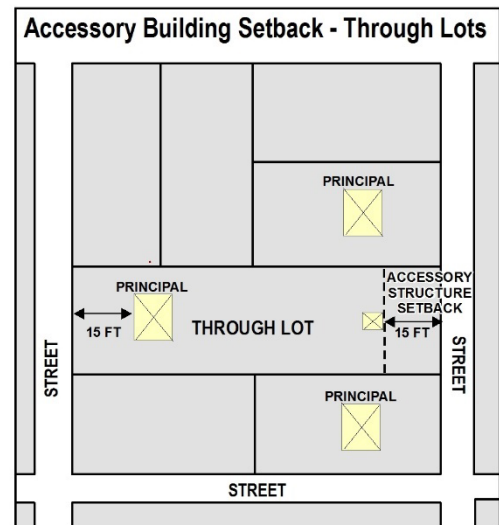 Accessory Building Setback - Through Lots
PRINCIPAL
PRINCIPAL
15 FT
THROUGH LOT
ACCESSORY
STRUCTURE
SETBACK
15 FT
STREET
STREET
PRINCIPAL
STREET